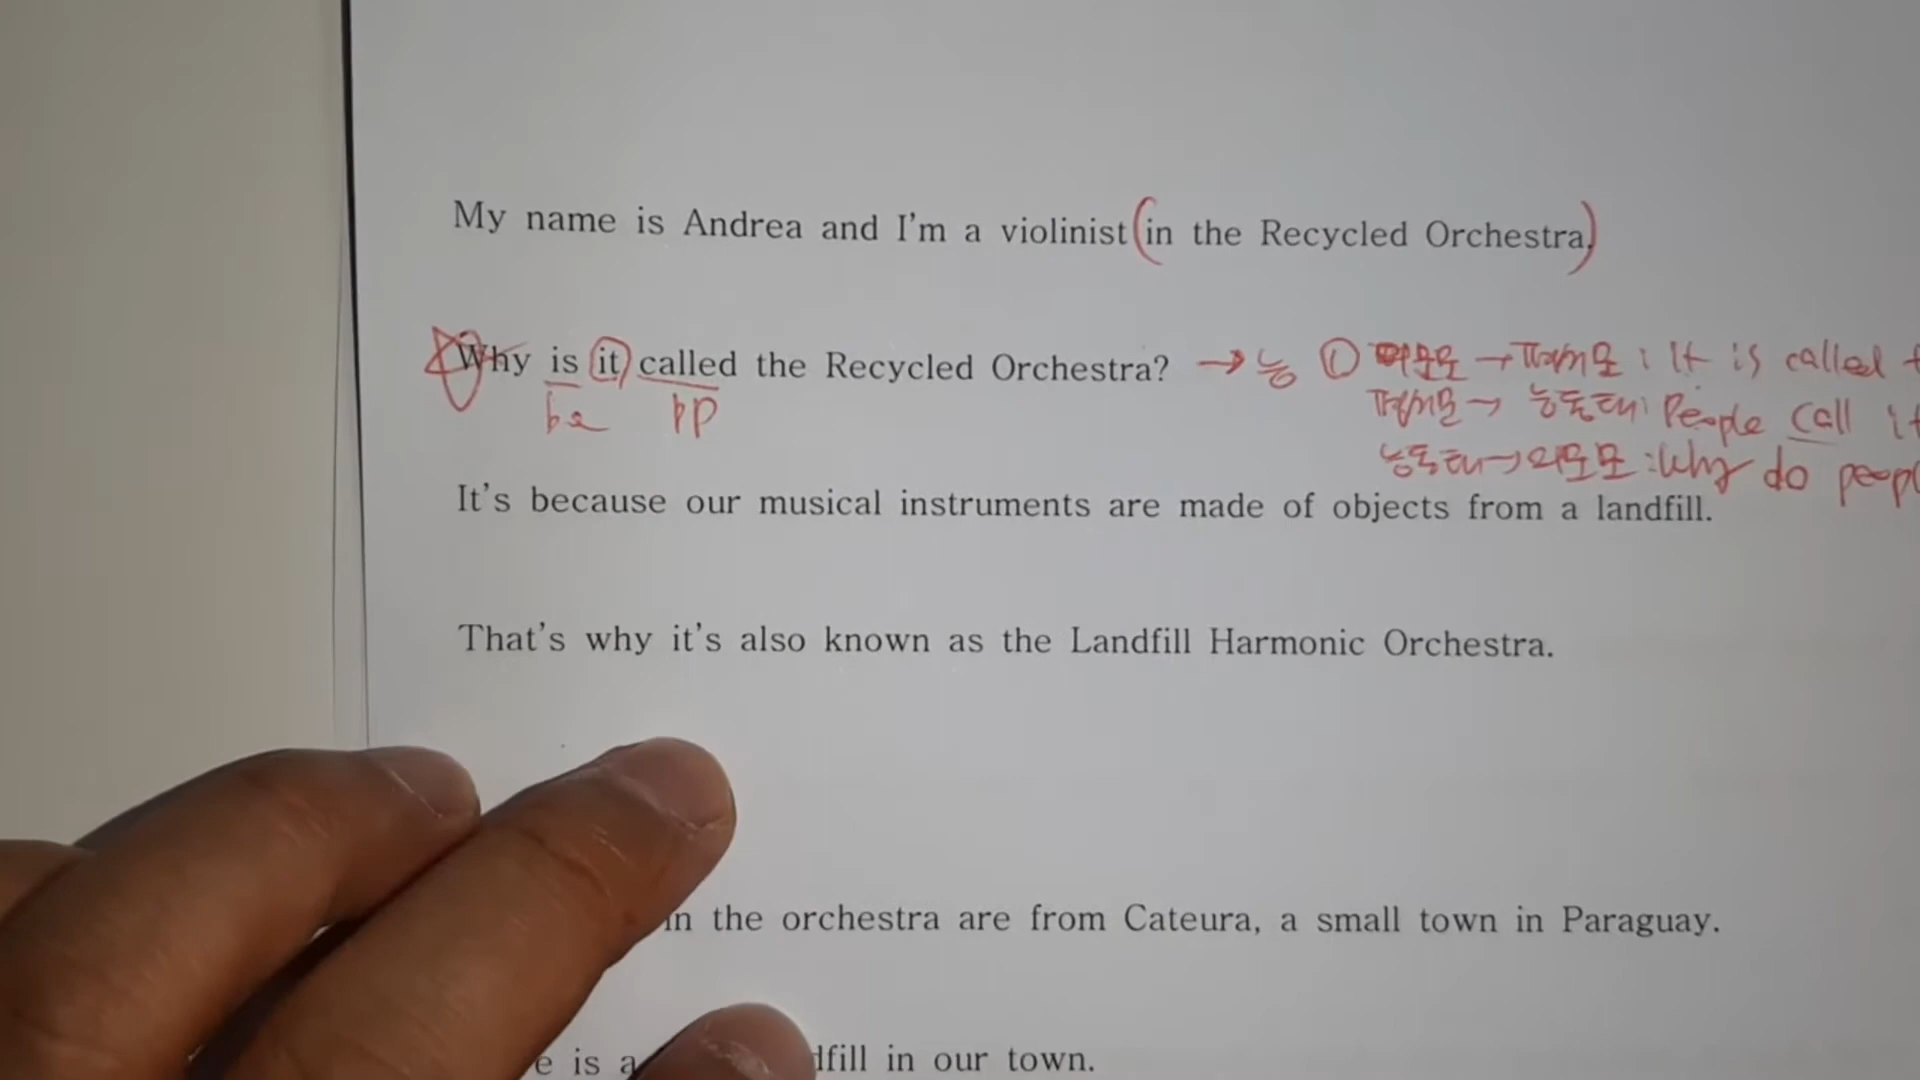 My name is Andrea and I'm a violinist (in the Recycled Orchestra.)
Why is it called the Recycled Orchestra? → 능 ① 의문문 → 평서문 : It is called
be pp
평서문 → 능동태 : People call it
능동태 → 의문문 : Why do
It's because our musical instruments are made of objects from a landfill.
That's why it's also known as the Landfill Harmonic Orchestra.
in the orchestra are from Cateura, a small town in Paraguay.
is a
in our town.